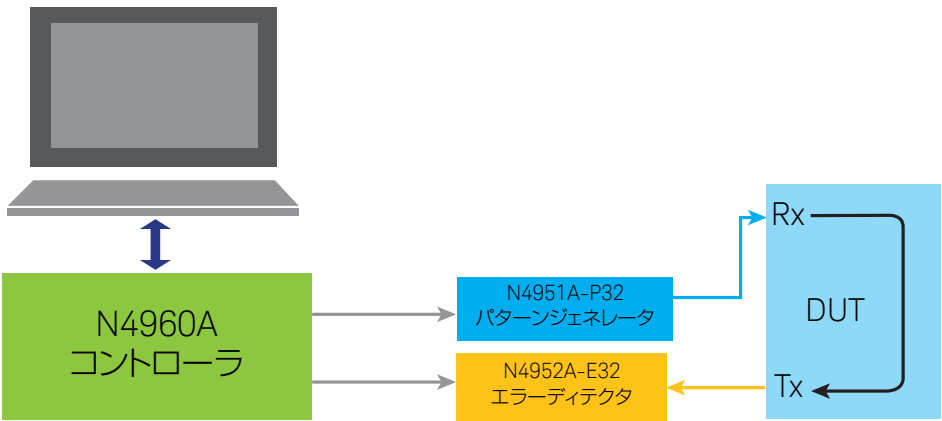 N4960A
コントローラ
N4951A-P32
パターンジェネレータ
N4952A-E32
エラーディテクタ
Rx
DUT
Tx